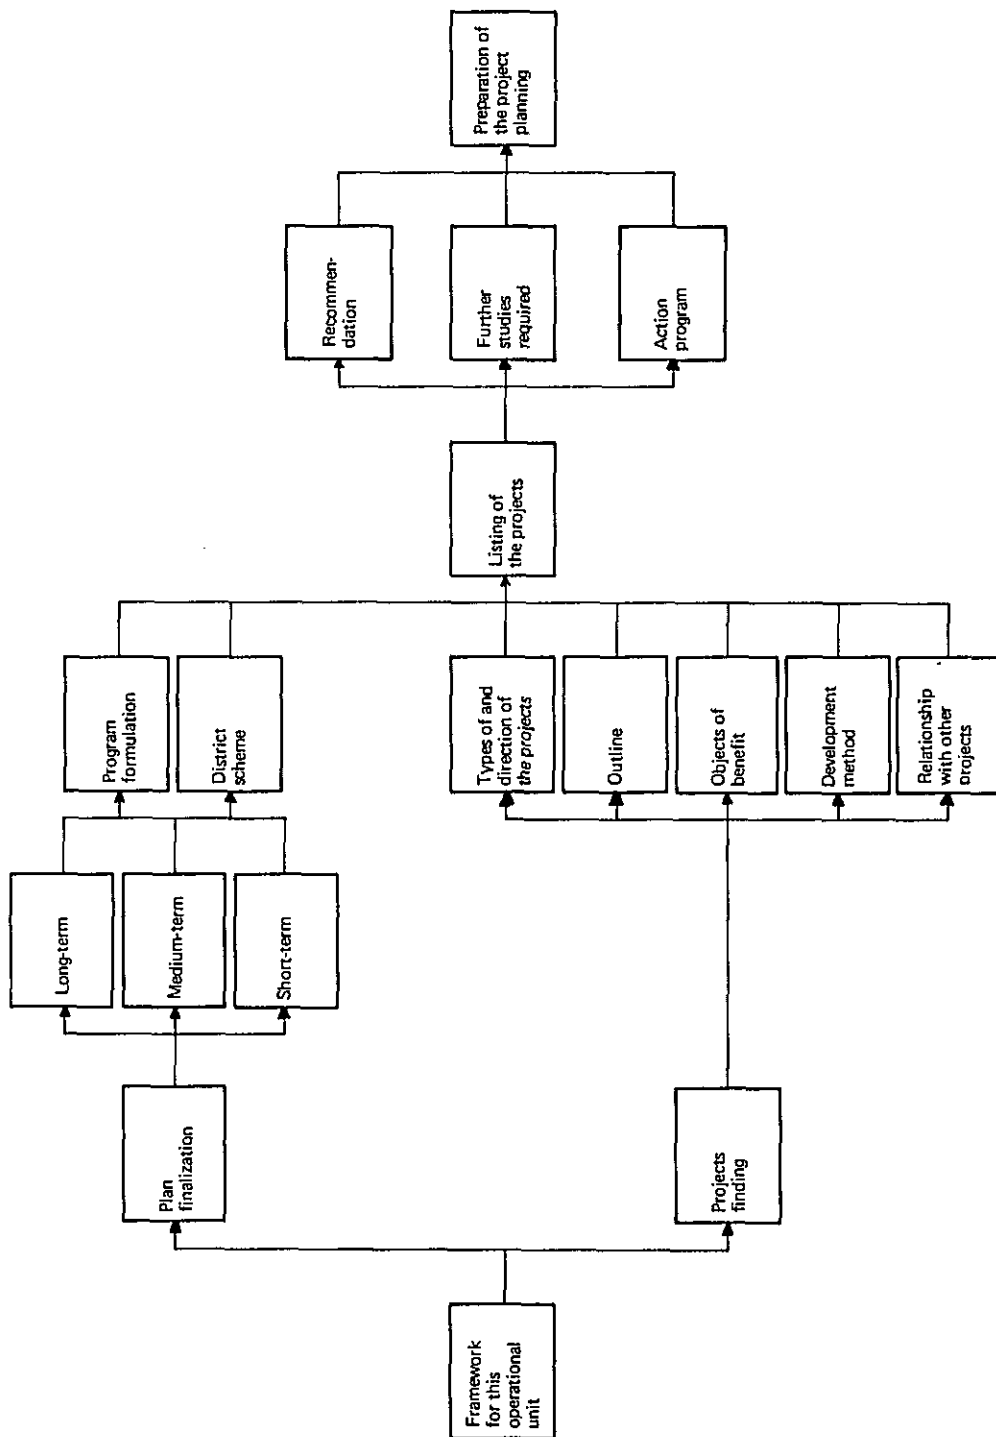 Framework
for this
operational
unit
Plan
finalization
Projects
finding
Long-term
Medium-term
Short-term
Program
formulation
District
scheme
Types of and
direction of
the projects
Outline
Objects of
benefit
Development
method
Relationship
with other
projects
Listing of
the projects
Recommen-
dation
Further
studies
required
Action
program
Preparation of
the project
planning